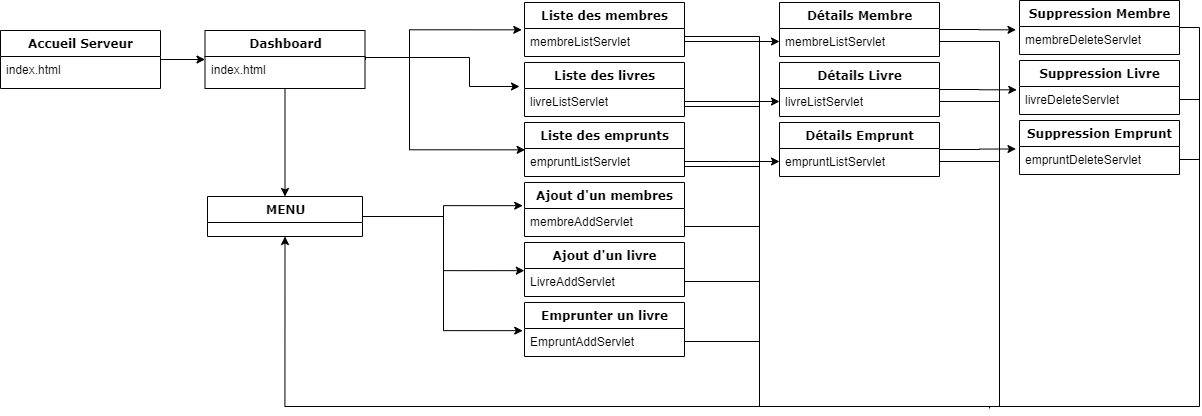 Accueil Serveur
index.html
Dashboard
index.html
MENU
Liste des membres
membreListServlet
Liste des livres
livreListServlet
Liste des emprunts
empruntListServlet
Ajout d'un membres
membreAddServlet
Ajout d'un livre
LivreAddServlet
Emprunter un livre
EmpruntAddServlet
Détails Membre
membreListServlet
Détails Livre
livreListServlet
Détails Emprunt
empruntListServlet
Suppression Membre
membreDeleteServlet
Suppression Livre
livreDeleteServlet
Suppression Emprunt
empruntDeleteServlet